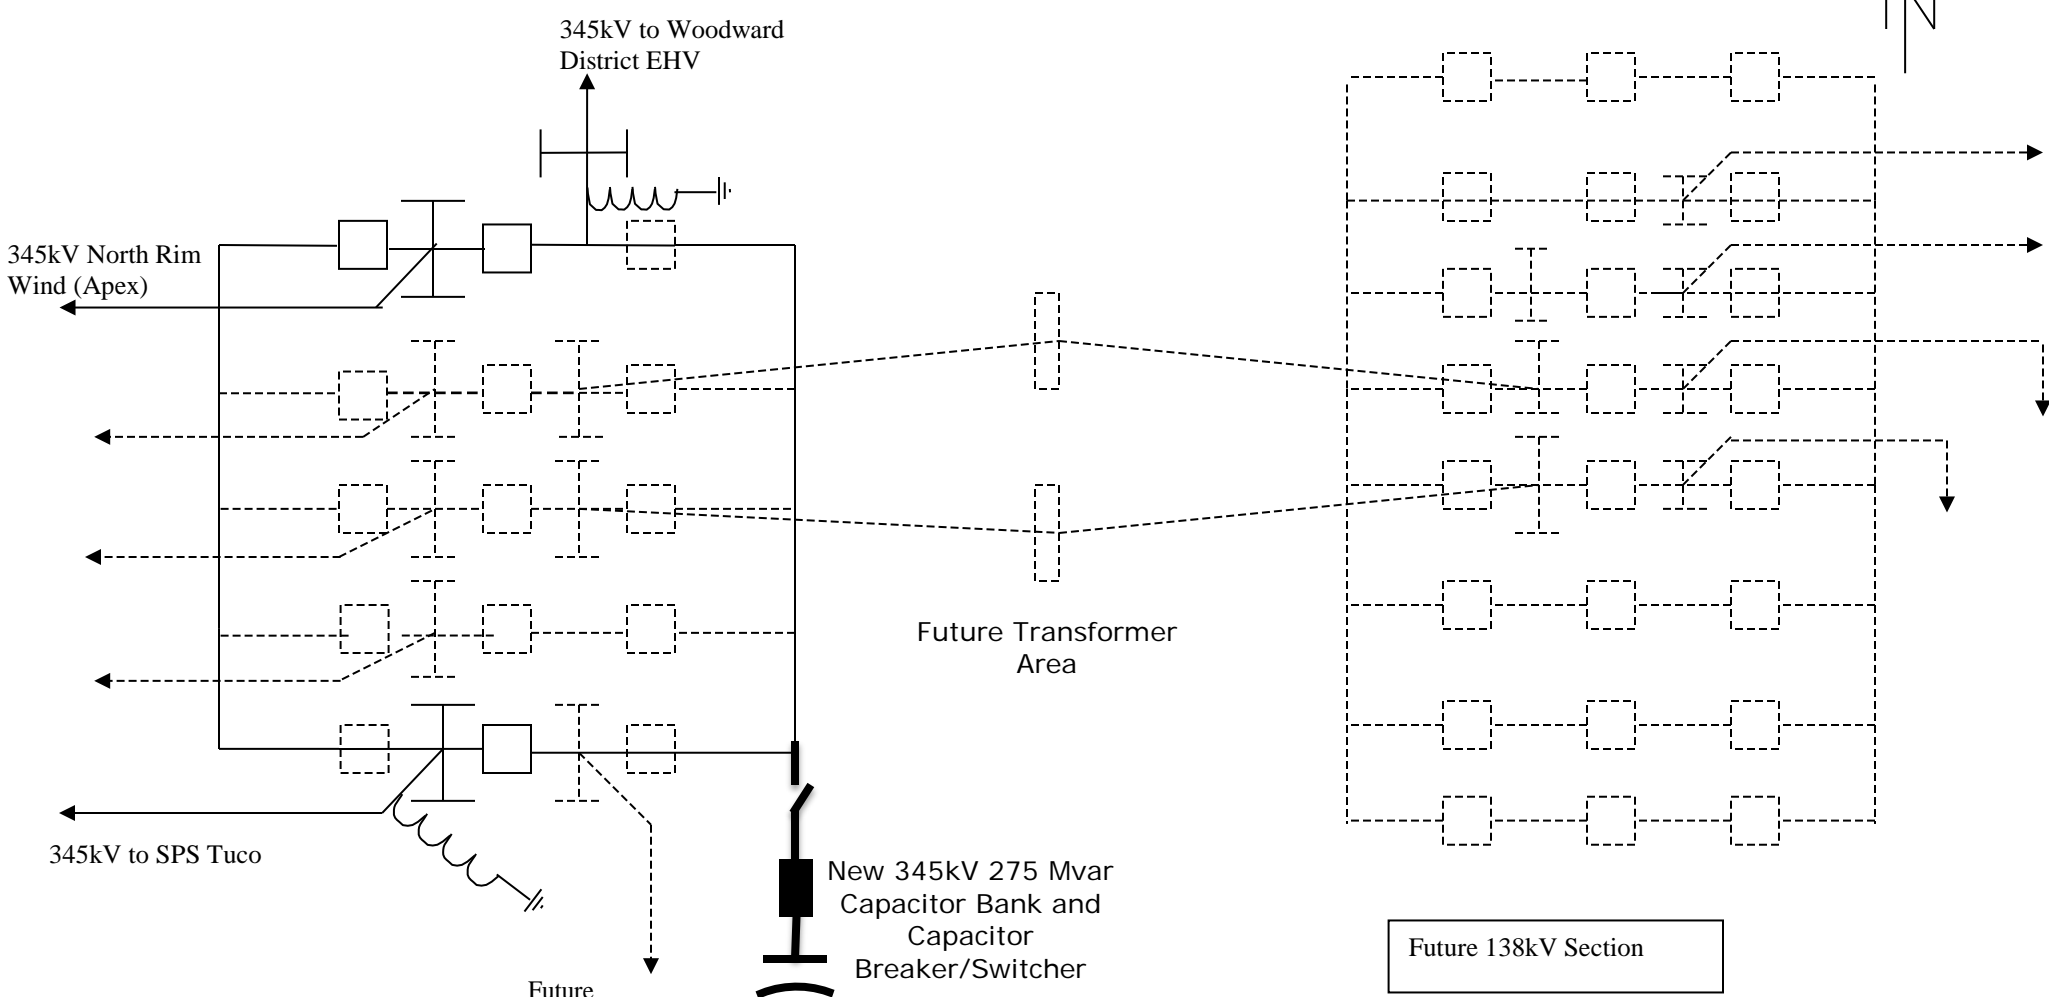 345kV to Woodward
District EHV
N
345kV North Rim
Wind (Apex)
Future Transformer
Area
345kV to SPS Tuco
New 345kV 275 Mvar
Capacitor Bank and
Capacitor
Breaker/Switcher
Future 138kV Section
Future